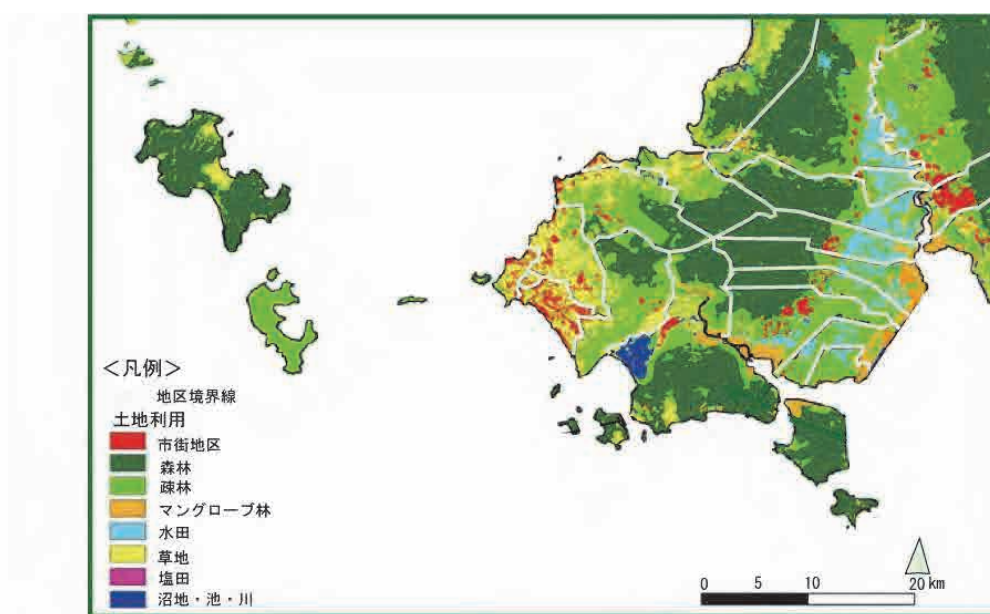 <凡例>
地区境界線
土地利用
市街地区
森林
疎林
マングローブ林
水田
草地
塩田
沼地・池・川
0 5 10 20 km